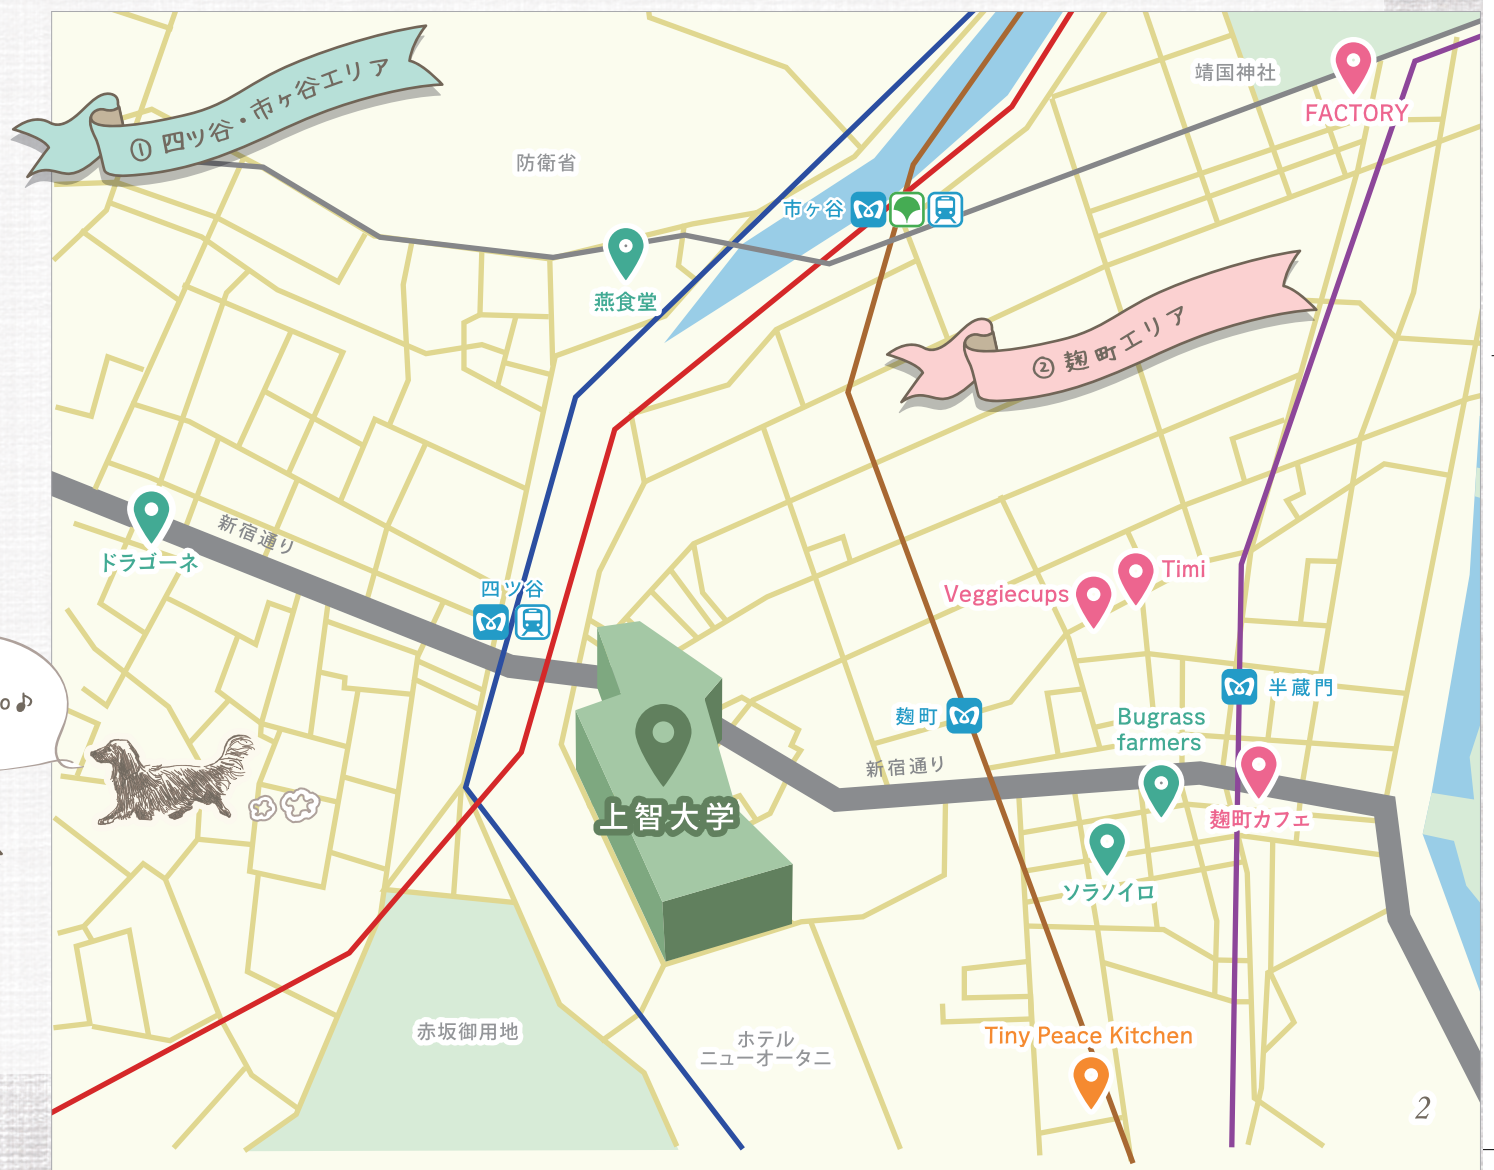 ① 四ツ谷・市ヶ谷エリア
靖国神社
FACTORY
防衛省
市ヶ谷
燕食堂
② 麹町エリア
新宿通り
ドラゴーネ
四ツ谷
Timi
Veggiecups
半蔵門
麹町
Bugrass
farmers
新宿通り
上智大学
麹町カフェ
ソラノイロ
赤坂御用地
ホテル
ニューオータニ
Tiny Peace Kitchen
2